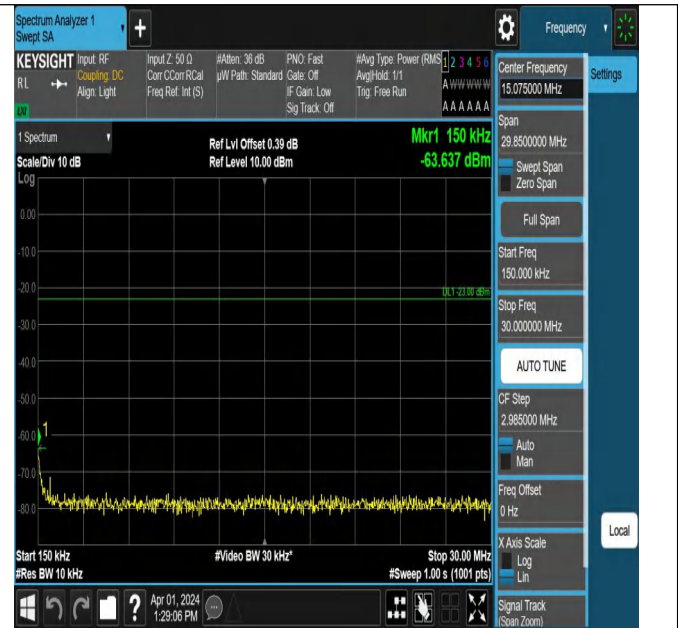 Spectrum Analyzer 1
Swept SA
+
Frequency
KEYSIGHT
RL
Input: RF
Coupling: DC
Align: Light
Input Z: 50 Ω
Corr CCorr RCal
Freq Ref: Int (S)
#Atten: 36 dB
µW Path: Standard
PNO: Fast
Gate: Off
IF Gain: Low
Sig Track: Off
#Avg Type: Power (RMS
Avg|Hold: 1/1
Trig: Free Run
1 2 3 4 5 6
A W W W W W
A A A A A A
1 Spectrum
Scale/Div 10 dB
Log
Ref Lvl Offset 0.39 dB
Ref Level 10.00 dBm
Mkr1 150 kHz
-63.637 dBm
0.00
-10.0
-20.0
-30.0
-40.0
-50.0
-60.0
-70.0
-80.0
DL1 -23.00 dBm
1
Start 150 kHz
#Res BW 10 kHz
#Video BW 30 kHz*
Stop 30.00 MHz
#Sweep 1.00 s (1001 pts)
Apr 01, 2024
1:29:06 PM
?
Center Frequency
15.075000 MHz
Settings
Span
29.8500000 MHz
Swept Span
Zero Span
Full Span
Start Freq
150.000 kHz
Stop Freq
30.000000 MHz
AUTO TUNE
CF Step
2.985000 MHz
Auto
Man
Freq Offset
0 Hz
X Axis Scale
Log
Lin
Local
Signal Track
(Span Zoom)